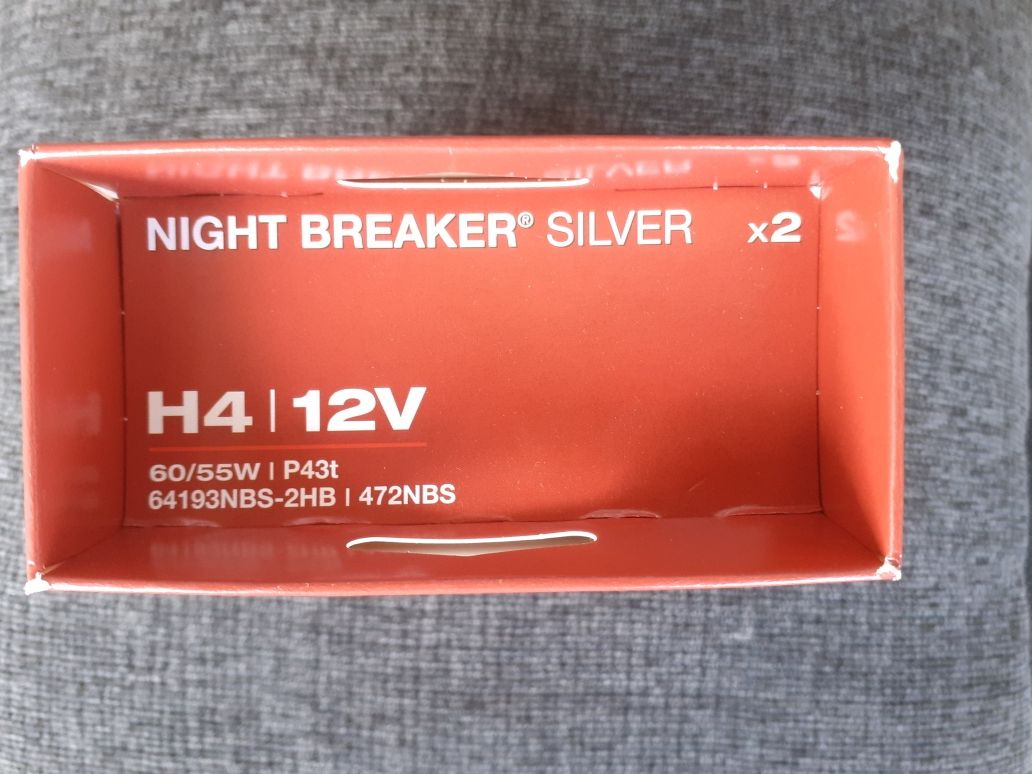 NIGHT BREAKER® SILVER x2
H4 | 12V
60/55W | P43t
64193NBS-2HB | 472NBS